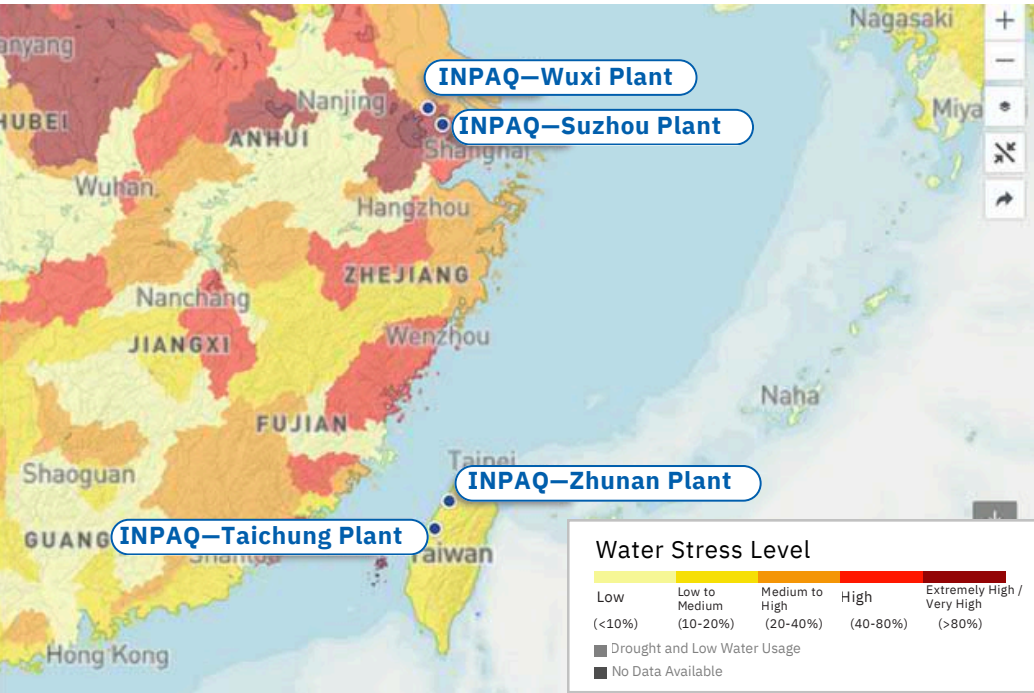 Nagasaki
anyang
INPAQ—Wuxi Plant
Nanjing
Miya
HUBEI
INPAQ—Suzhou Plant
ANHUI
Shanghai
Wuhan
Hangzhou
ZHEJIANG
Nanchang
Wenzhou
JIANGXI
Naha
FUJIAN
Taipei
Shaoguan
INPAQ—Zhunan Plant
GUANG
INPAQ—Taichung Plant
Shantou
Taiwan
Hong Kong
Water Stress Level
Low
(<10%)
Low to
Medium
(10-20%)
Medium to
High
(20-40%)
High
(40-80%)
Extremely High /
Very High
(>80%)
Drought and Low Water Usage
No Data Available